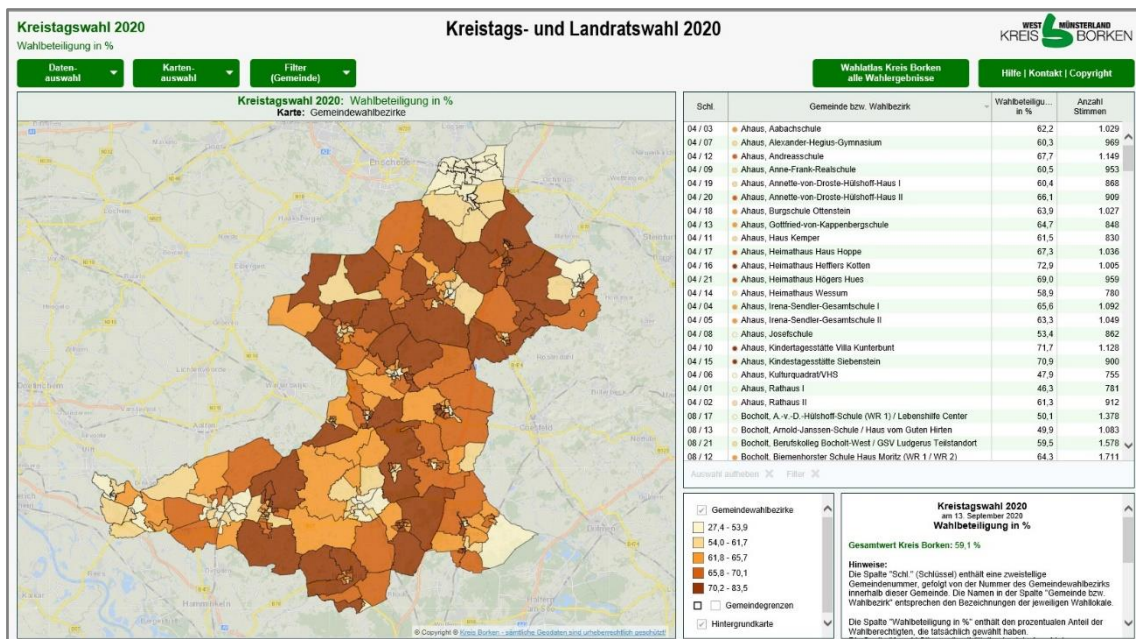 Kreistagswahl 2020
Wahlbeteiligung in %
Kreistags- und Landratswahl 2020
WEST MÜNSTERLAND
KREIS BORKEN
Daten-
auswahl
Karten-
auswahl
Filter
(Gemeinde)
Wahlatlas Kreis Borken
alle Wahlergebnisse
Hilfe | Kontakt | Copyright
Kreistagswahl 2020: Wahlbeteiligung in %
Karte: Gemeindewahlbezirke
Enschede
Coesfeld
© Copyright © Kreis Borken - sämtliche Geodaten sind urheberrechtlich geschützt!
Schl. Gemeinde bzw. Wahlbezirk Wahlbeteiligu... in % Anzahl Stimmen
04 / 03 Ahaus, Aabachschule 62,2 1.029
04 / 07 Ahaus, Alexander-Hegius-Gymnasium 60,3 969
04 / 12 Ahaus, Andreasschule 67,7 1.149
04 / 09 Ahaus, Anne-Frank-Realschule 60,5 953
04 / 19 Ahaus, Annette-von-Droste-Hülshoff-Haus I 60,4 868
04 / 20 Ahaus, Annette-von-Droste-Hülshoff-Haus II 66,1 909
04 / 18 Ahaus, Burgschule Ottenstein 63,9 1.027
04 / 13 Ahaus, Gottfried-von-Kappenbergschule 64,7 848
04 / 11 Ahaus, Haus Kemper 61,5 830
04 / 17 Ahaus, Heimathaus Haus Hoppe 67,3 1.036
04 / 16 Ahaus, Heimathaus Hefflers Kotten 72,9 1.005
04 / 21 Ahaus, Heimathaus Högers Hues 69,0 959
04 / 14 Ahaus, Heimathaus Wessum 58,9 780
04 / 04 Ahaus, Irena-Sendler-Gesamtschule I 65,6 1.092
04 / 05 Ahaus, Irena-Sendler-Gesamtschule II 63,3 1.049
04 / 08 Ahaus, Josefschule 53,4 862
04 / 10 Ahaus, Kindertagesstätte Villa Kunterbunt 71,7 1.128
04 / 15 Ahaus, Kindestagesstätte Siebenstein 70,9 900
04 / 06 Ahaus, Kulturquadrat/VHS 47,9 755
04 / 01 Ahaus, Rathaus I 46,3 781
04 / 02 Ahaus, Rathaus II 61,3 912
08 / 17 Bocholt, A.-v.-D.-Hülshoff-Schule (WR 1) / Lebenshilfe Center 50,1 1.378
08 / 13 Bocholt, Arnold-Janssen-Schule / Haus vom Guten Hirten 49,9 1.083
08 / 21 Bocholt, Berufskolleg Bocholt-West / GSV Ludgerus Teilstandort 59,5 1.578
08 / 12 Bocholt, Biemenhorster Schule Haus Moritz (WR 1 / WR 2) 64,3 1.711
Auswahl aufheben Filter
Gemeindewahlbezirke
27,4 - 53,9
54,0 - 61,7
61,8 - 65,7
65,8 - 70,1
70,2 - 83,5
Gemeindegrenzen
Hintergrundkarte
Kreistagswahl 2020
am 13. September 2020
Wahlbeteiligung in %
Gesamtwert Kreis Borken: 59,1 %
Hinweise:
Die Spalte "Schl." (Schlüssel) enthält eine zweistellige
Gemeindenummer, gefolgt von der Nummer des Gemeindewahlbezirks
innerhalb dieser Gemeinde. Die Namen in der Spalte "Gemeinde bzw.
Wahlbezirk" entsprechen den Bezeichnungen der jeweiligen Wahllokale.
Die Spalte "Wahlbeteiligung in %" enthält den prozentualen Anteil der
Wahlberechtigten, die tatsächlich gewählt haben.